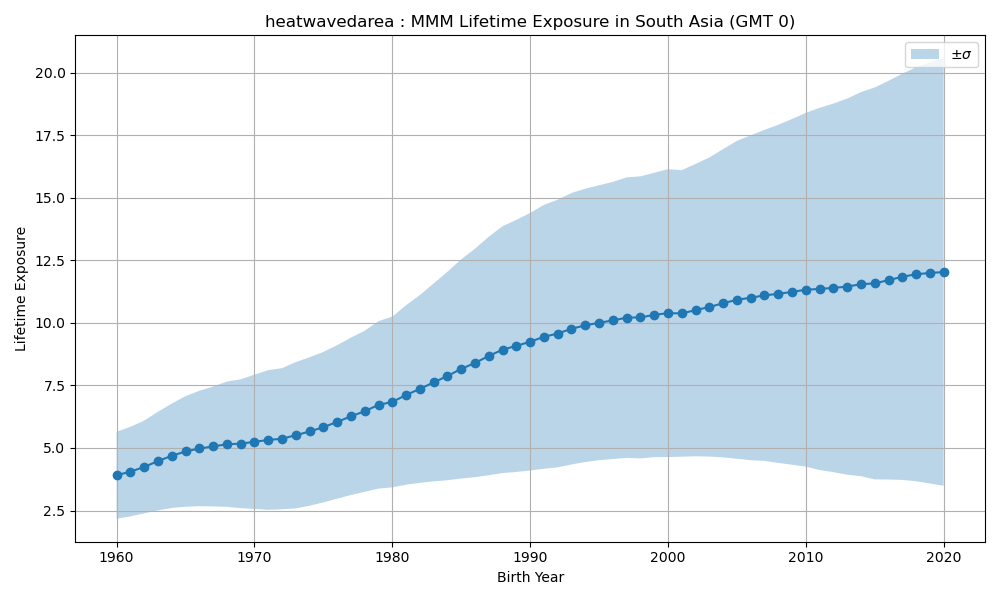 heatwavedarea : MMM Lifetime Exposure in South Asia (GMT 0)
±σ
Lifetime Exposure
20.0
17.5
15.0
12.5
10.0
7.5
5.0
2.5
1960 1970 1980 1990 2000 2010 2020
Birth Year